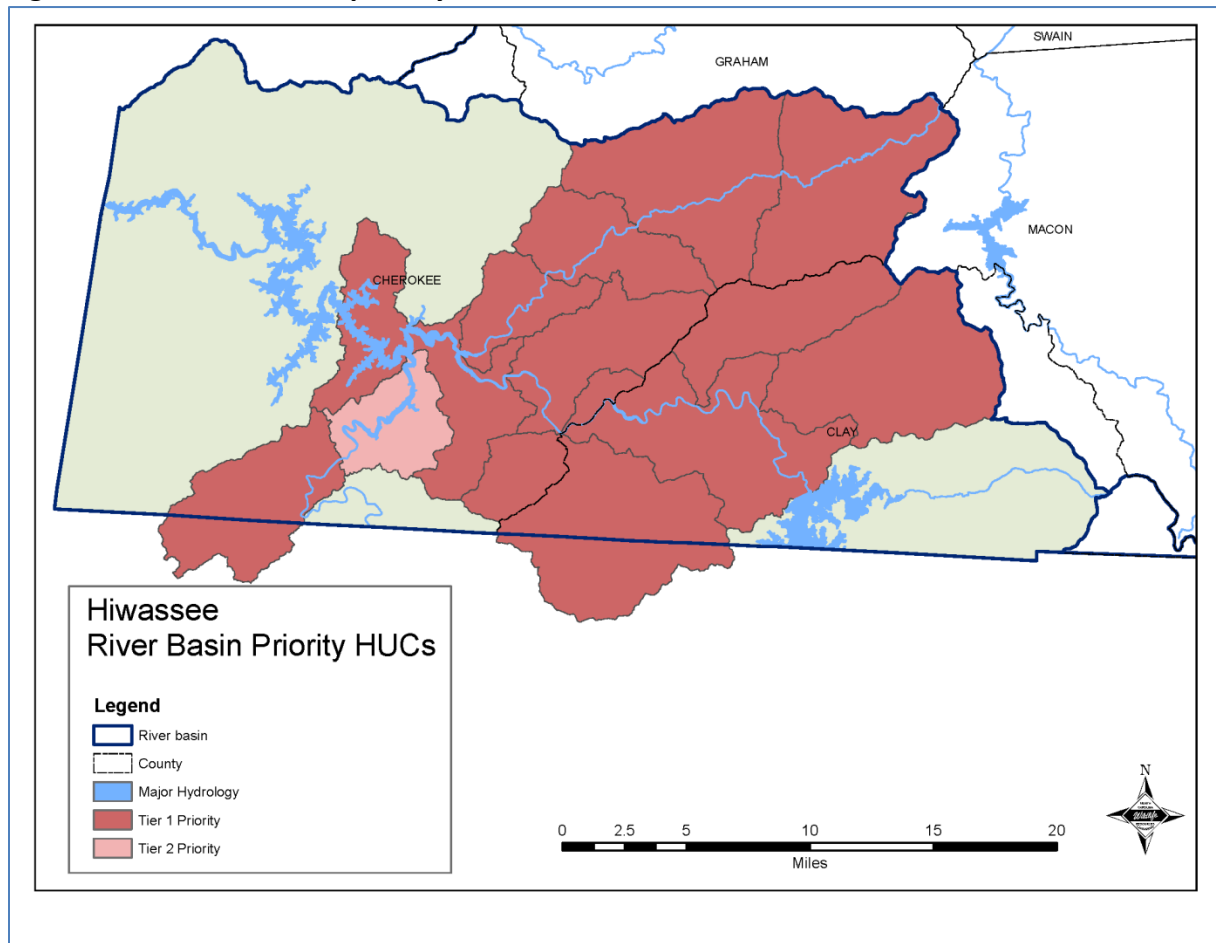 SWAIN
GRAHAM
MACON
CHEROKEE
CLAY
Hiwassee
River Basin Priority HUCs
Legend
River basin
County
Major Hydrology
Tier 1 Priority
Tier 2 Priority
N
0 2.5 5 10 15 20
Miles